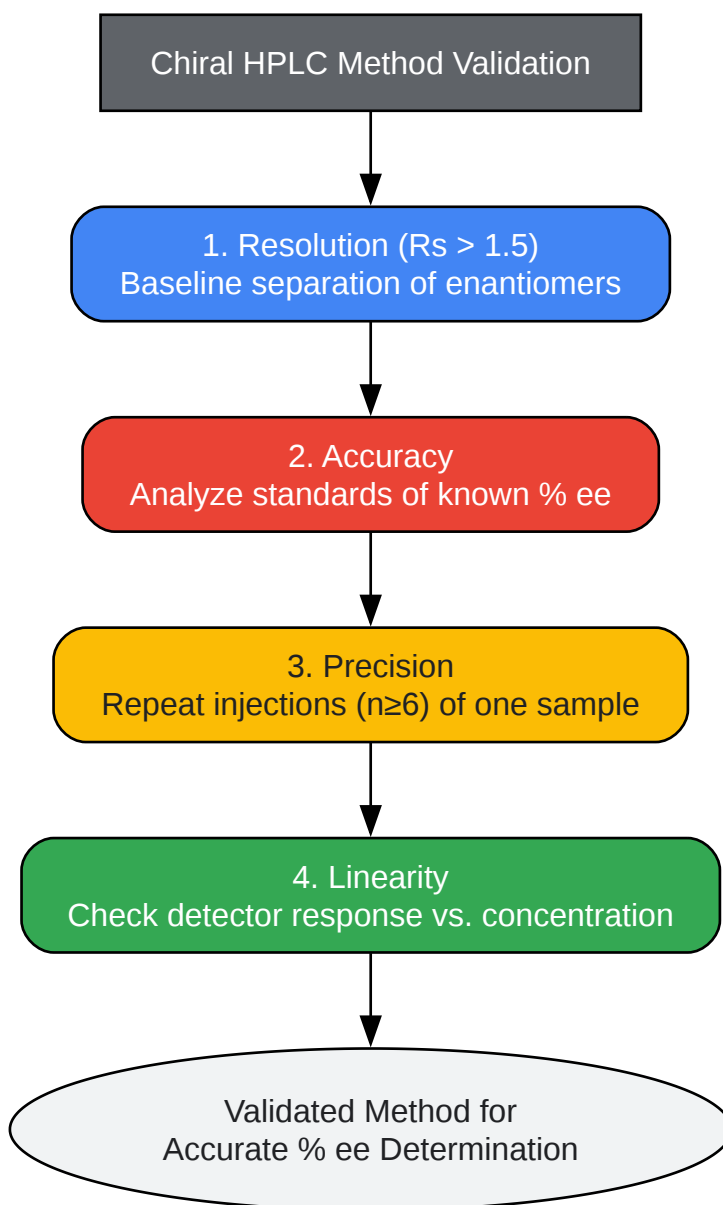 Chiral HPLC Method Validation
1. Resolution (Rs > 1.5)
Baseline separation of enantiomers
2. Accuracy
Analyze standards of known % ee
3. Precision
Repeat injections (n≥6) of one sample
4. Linearity
Check detector response vs. concentration
Validated Method for
Accurate % ee Determination